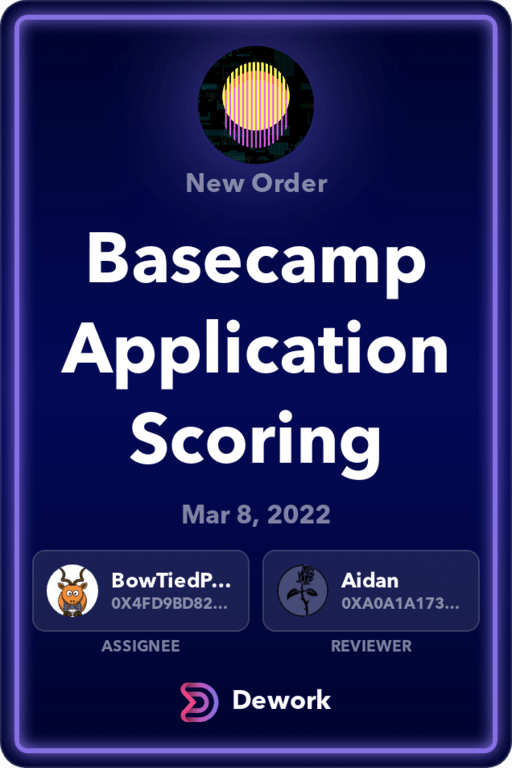 New Order
Basecamp
Application
Scoring
Mar 8, 2022
BowTiedP...
0X4FD9BD82...
ASSIGNEE
Aidan
0XA0A1A173...
REVIEWER
Dework